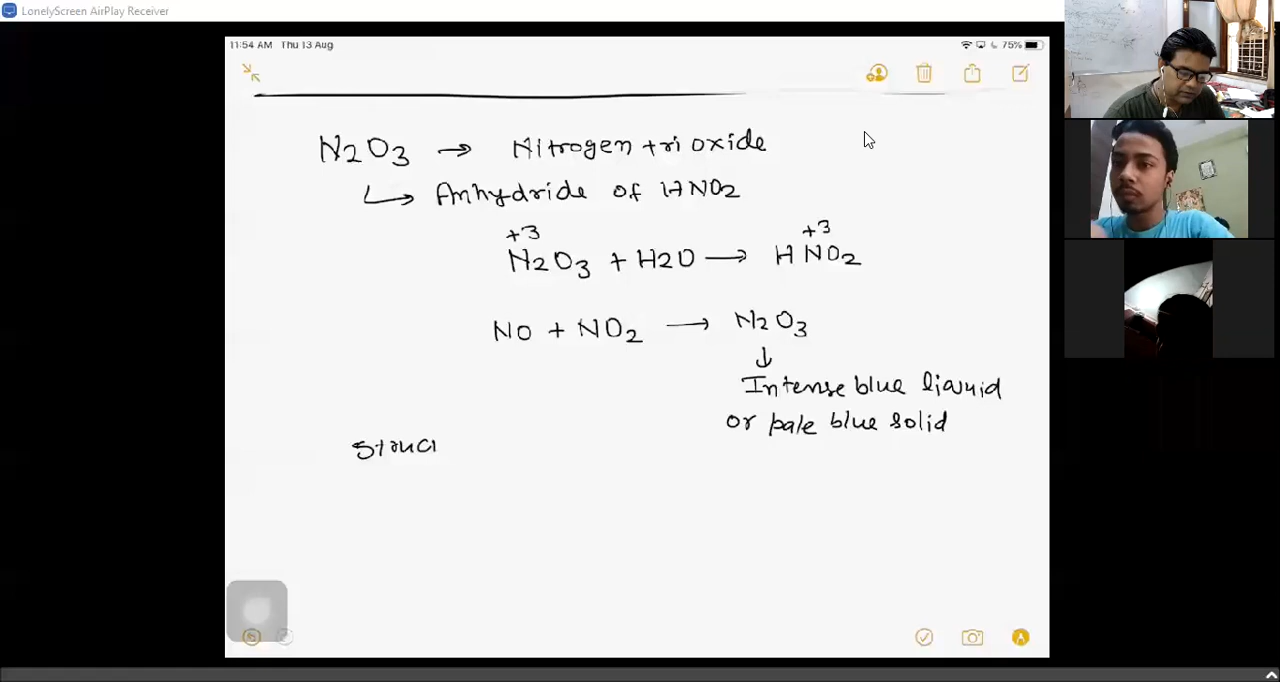 LonelyScreen AirPlay Receiver
11:54 AM Thu 13 Aug
75%
N2O3 → Nitrogen trioxide
↳ Anhydride of HNO2
+3 +3
N2O3 + H2O → HNO2
NO + NO2 → N2O3
↓
Intense blue liquid
or pale blue solid
Struc